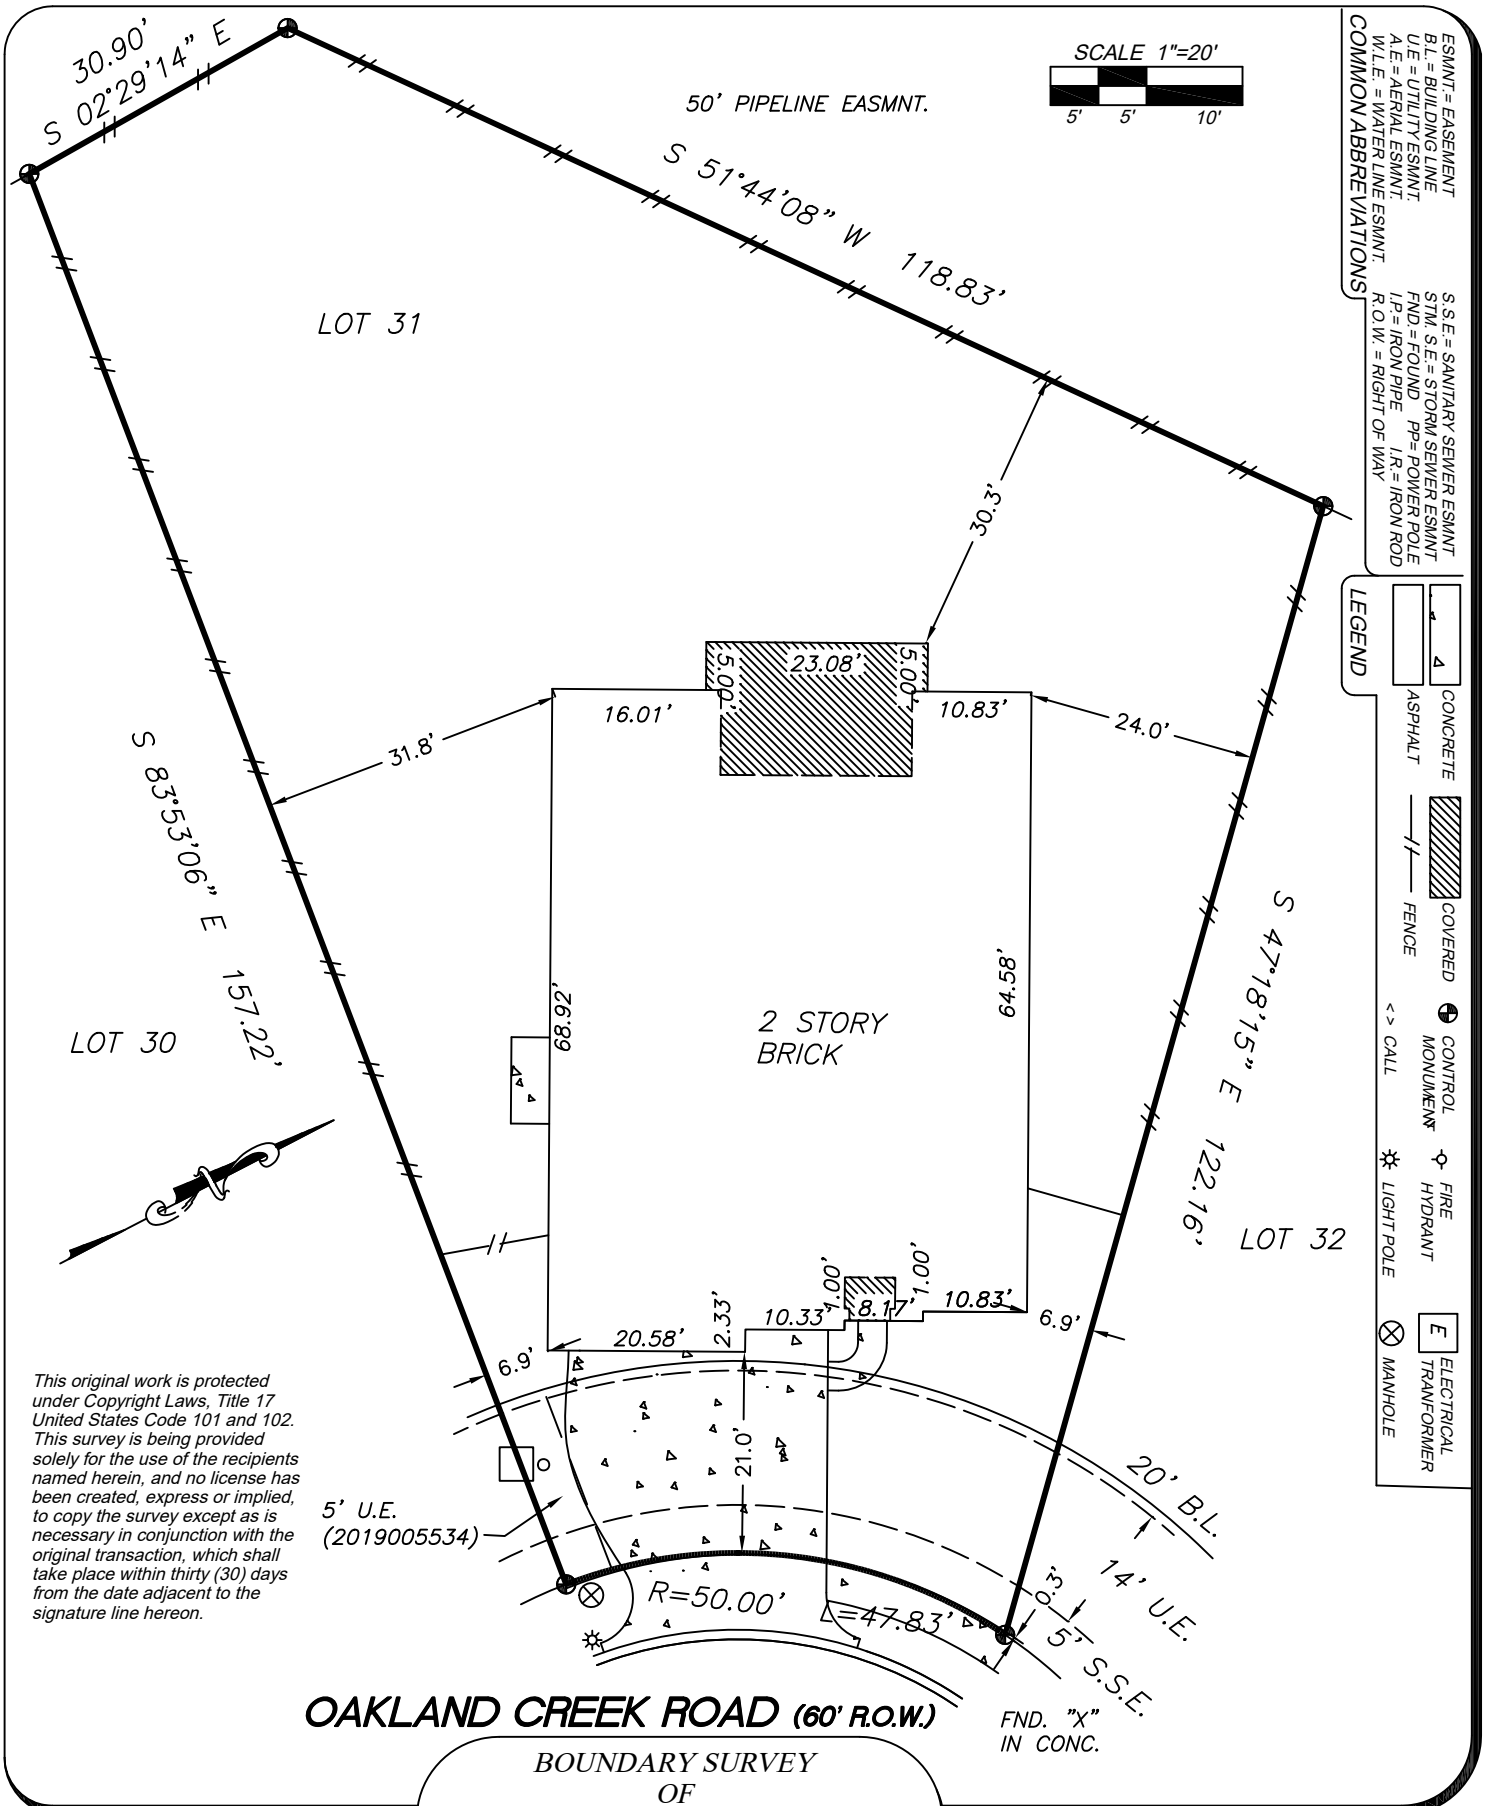 30.90'
S 02°29'14" E
50' PIPELINE EASMNT.
SCALE 1"=20'
5' 5' 10'
S 51°44'08" W 118.83'
LOT 31
30.3'
23.08'
5.00'
5.00'
16.01'
10.83'
31.8'
24.0'
S 83°53'06" E 157.22'
S 47°18'15" E 122.16'
68.92'
64.58'
2 STORY
BRICK
LOT 30
LOT 32
1.00'
1.00'
8.17'
10.83'
10.33'
2.33'
20.58'
6.9'
6.9'
21.0'
5' U.E.
(2019005534)
20' B.L.
14' U.E.
0.3'
5' S.S.E.
R=50.00'
L=47.83'
FND. "X"
IN CONC.
OAKLAND CREEK ROAD (60' R.O.W.)
BOUNDARY SURVEY
OF
This original work is protected
under Copyright Laws, Title 17
United States Code 101 and 102.
This survey is being provided
solely for the use of the recipients
named herein, and no license has
been created, express or implied,
to copy the survey except as is
necessary in conjunction with the
original transaction, which shall
take place within thirty (30) days
from the date adjacent to the
signature line hereon.
ESMNT.= EASEMENT
B.L.= BUILDING LINE
U.E.= UTILITY ESMNT.
A.E.= AERIAL ESMNT.
W.L.E. = WATER LINE ESMNT.
COMMON ABBREVIATIONS
S.S.E.= SANITARY SEWER ESMNT
STM. S.E.= STORM SEWER ESMNT
FND.= FOUND PP= POWER POLE
I.P.= IRON PIPE I.R.= IRON ROD
R.O.W. = RIGHT OF WAY
LEGEND
CONCRETE
ASPHALT
COVERED
FENCE
CONTROL
MONUMENT
< > CALL
FIRE
HYDRANT
LIGHT POLE
E
ELECTRICAL
TRANFORMER
MANHOLE